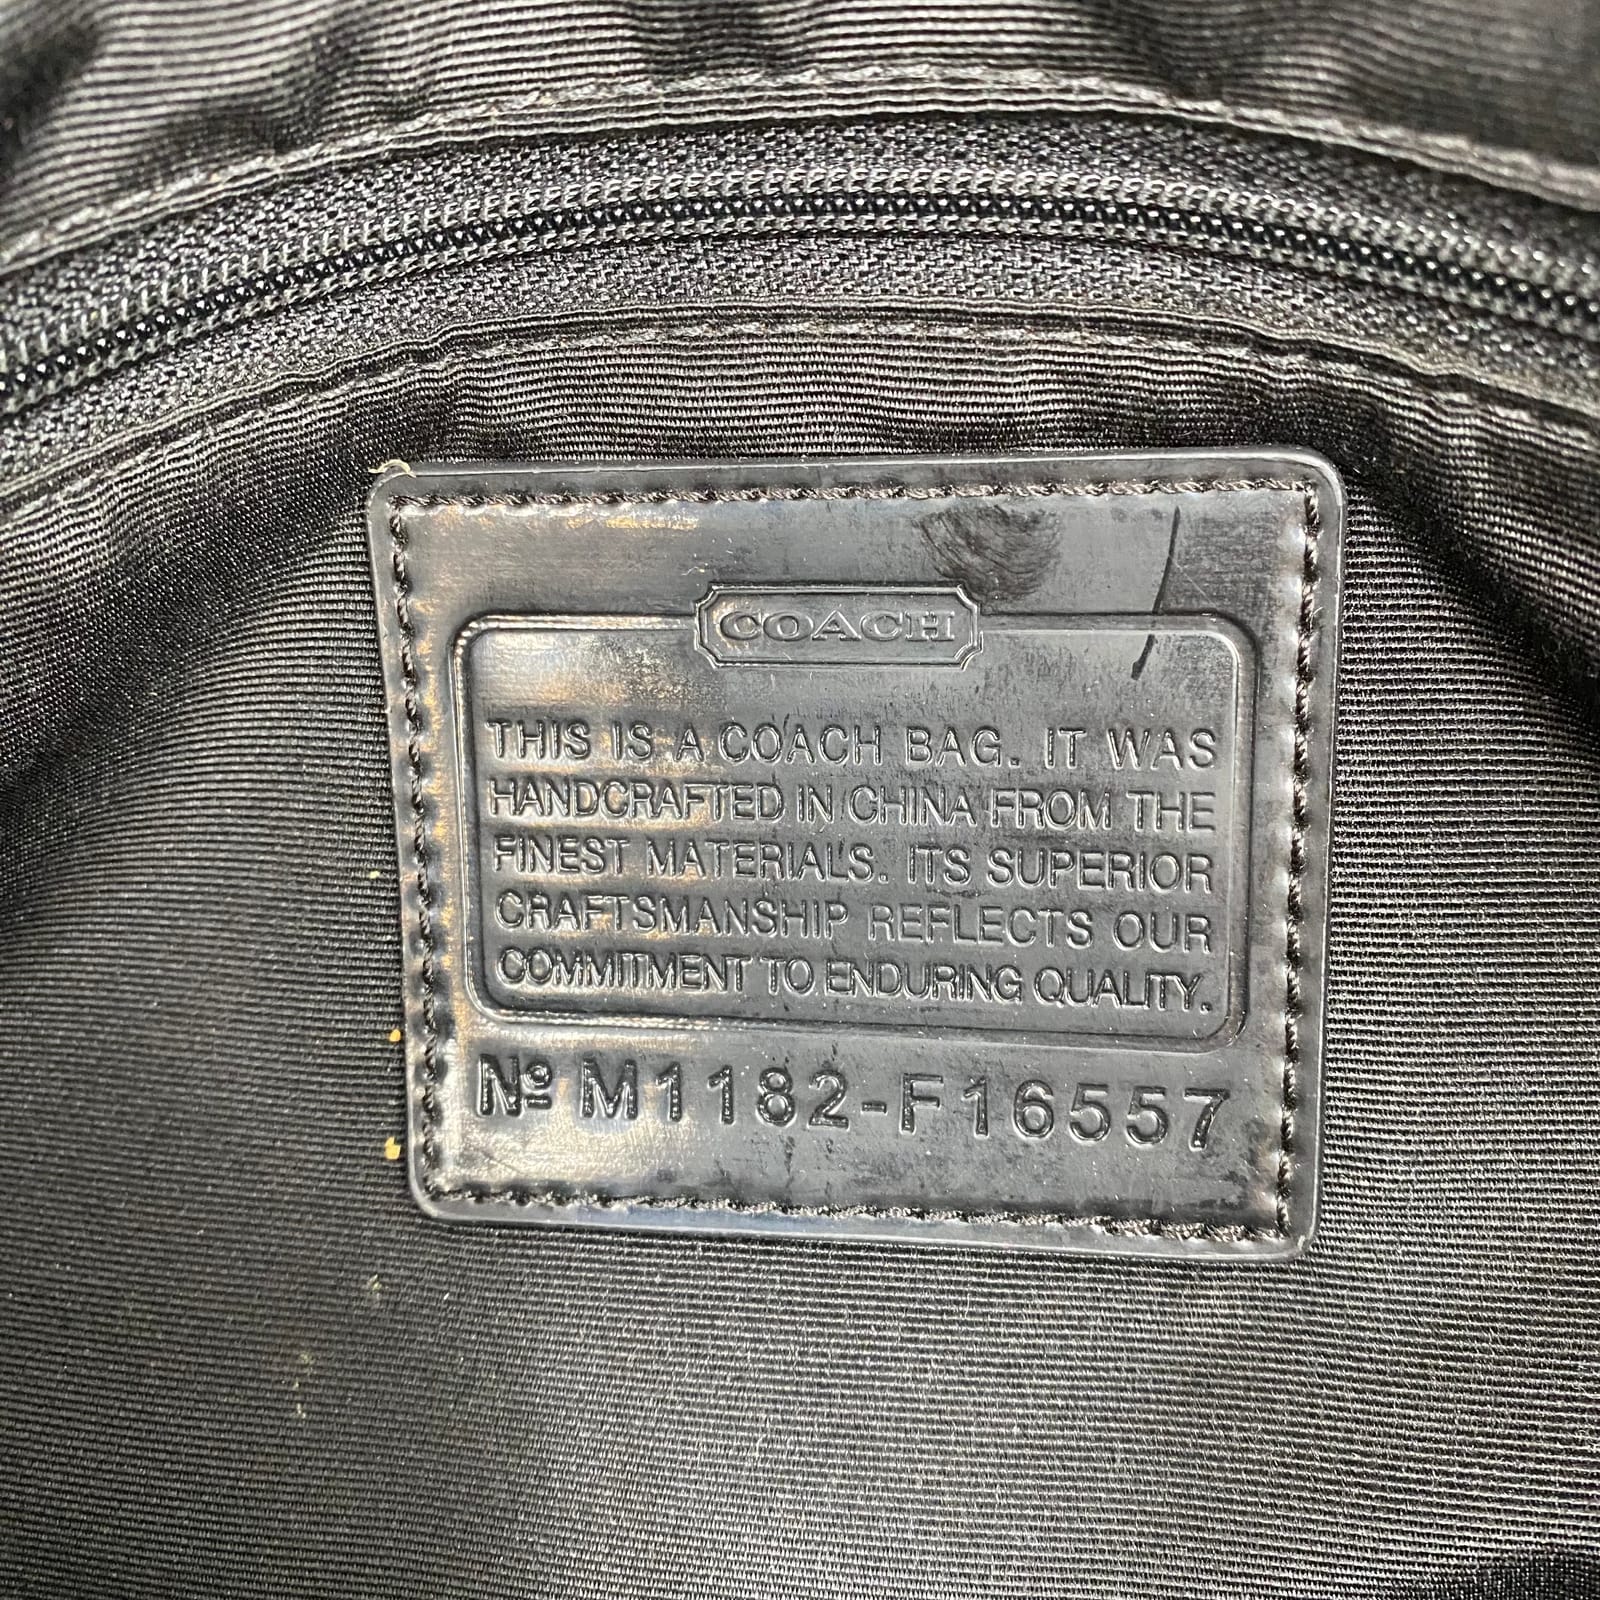 COACH
THIS IS A COACH BAG. IT WAS
HANDCRAFTED IN CHINA FROM THE
FINEST MATERIALS. ITS SUPERIOR
CRAFTSMANSHIP REFLECTS OUR
COMMITMENT TO ENDURING QUALITY.
Nº M1182-F16557